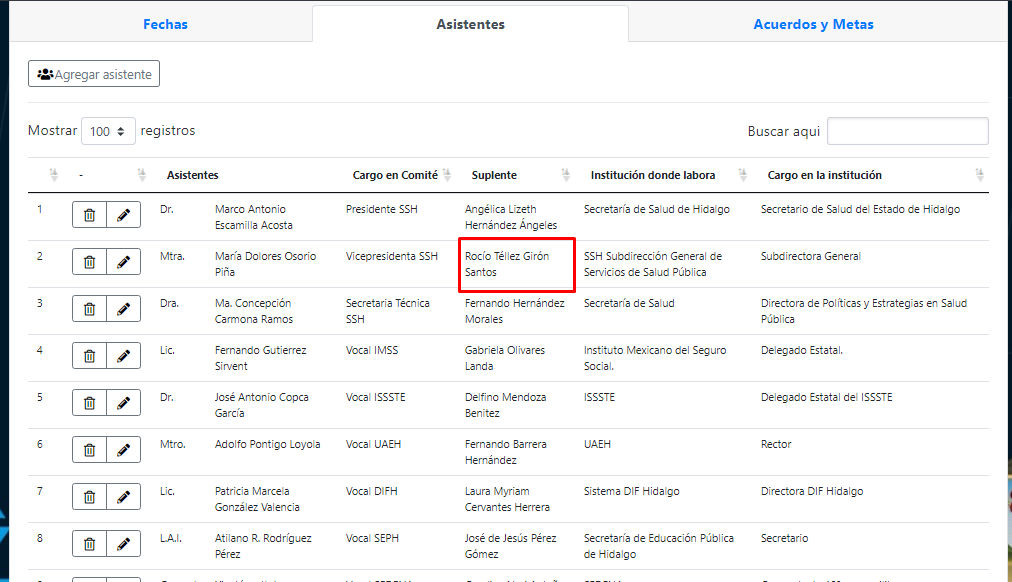 Fechas
Asistentes
Acuerdos y Metas
Agregar asistente
Mostrar 100 registros
Buscar aqui
- Asistentes Cargo en Comité Suplente Institución donde labora Cargo en la institución
1 Dr. Marco Antonio Angélica Lizeth
Escamilla Acosta Presidente SSH Hernández Ángeles Secretaría de Salud de Hidalgo Secretario de Salud del Estado de Hidalgo
2 Mtra. María Dolores Osorio Vicepresidenta SSH Rocío Téllez Girón SSH Subdirección General de Subdirectora General
Piña Santos Servicios de Salud Pública
3 Dra. Ma. Concepción Secretaria Técnica Fernando Hernández Secretaría de Salud Directora de Políticas y Estrategias en Salud
Carmona Ramos SSH Morales Pública
4 Lic. Fernando Gutierrez Vocal IMSS Gabriela Olivares Instituto Mexicano del Seguro Delegado Estatal.
Sirvent Landa Social.
5 Dr. José Antonio Copca Vocal ISSSTE Delfino Mendoza ISSSTE Delegado Estatal del ISSSTE
García Benitez
6 Mtro. Adolfo Pontigo Loyola Vocal UAEH Fernando Barrera UAEH Rector
Hernández
7 Lic. Patricia Marcela Vocal DIFH Laura Myriam Sistema DIF Hidalgo Directora DIF Hidalgo
González Valencia Cervantes Herrera
8 L.A.I. Atilano R. Rodríguez Vocal SEPH José de Jesús Pérez Secretaría de Educación Pública Secretario
Pérez Gómez de Hidalgo